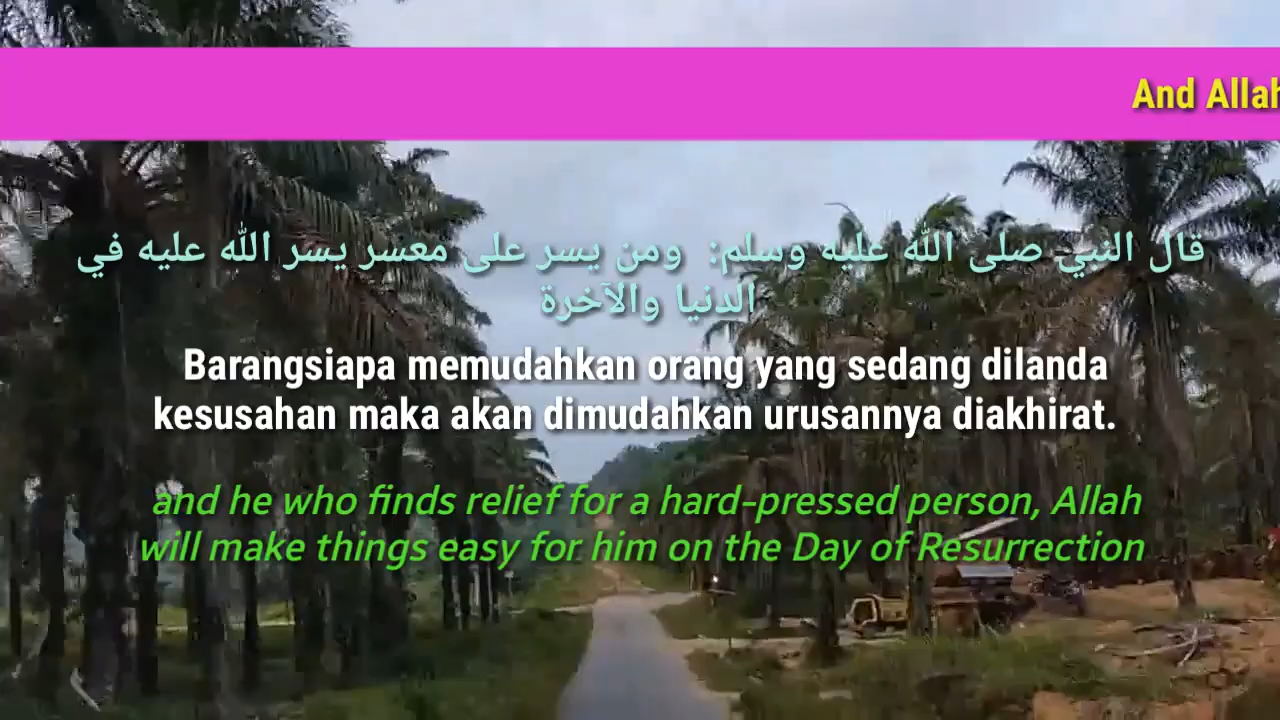 And Allah
قال النبي صلى الله عليه وسلم: ومن يسر على معسر يسر الله عليه في
الدنيا والآخرة
Barangsiapa memudahkan orang yang sedang dilanda
kesusahan maka akan dimudahkan urusannya diakhirat.
and he who finds relief for a hard-pressed person, Allah
will make things easy for him on the Day of Resurrection